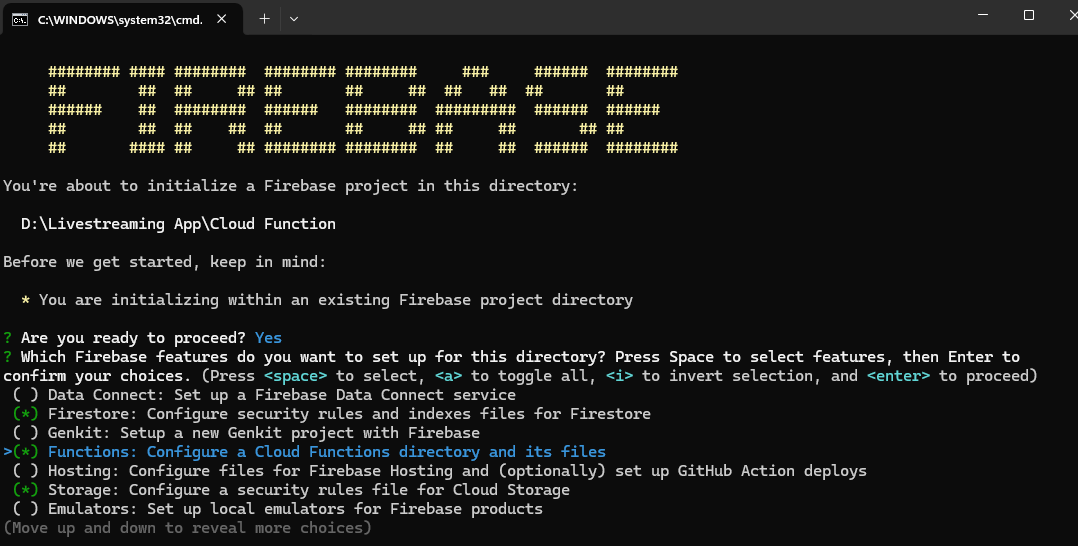 C:\WINDOWS\system32\cmd.
FIREBASE
You're about to initialize a Firebase project in this directory:
D:\Livestreaming App\Cloud Function
Before we get started, keep in mind:
* You are initializing within an existing Firebase project directory
? Are you ready to proceed? Yes
? Which Firebase features do you want to set up for this directory? Press Space to select features, then Enter to
confirm your choices. (Press <space> to select, <a> to toggle all, <i> to invert selection, and <enter> to proceed)
( ) Data Connect: Set up a Firebase Data Connect service
(*) Firestore: Configure security rules and indexes files for Firestore
( ) Genkit: Setup a new Genkit project with Firebase
>(*) Functions: Configure a Cloud Functions directory and its files
( ) Hosting: Configure files for Firebase Hosting and (optionally) set up GitHub Action deploys
(*) Storage: Configure a security rules file for Cloud Storage
( ) Emulators: Set up local emulators for Firebase products
(Move up and down to reveal more choices)